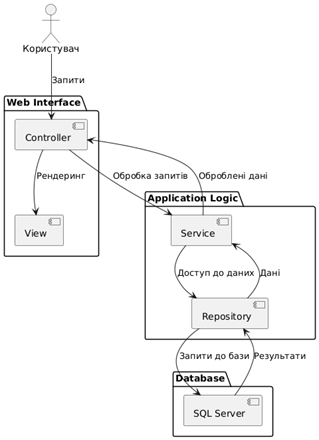 Користувач
Запити
Web Interface
Controller
Рендеринг
Обробка запитів
Оброблені дані
View
Application Logic
Service
Доступ до даних
Дані
Repository
Запити до бази
Результати
Database
SQL Server